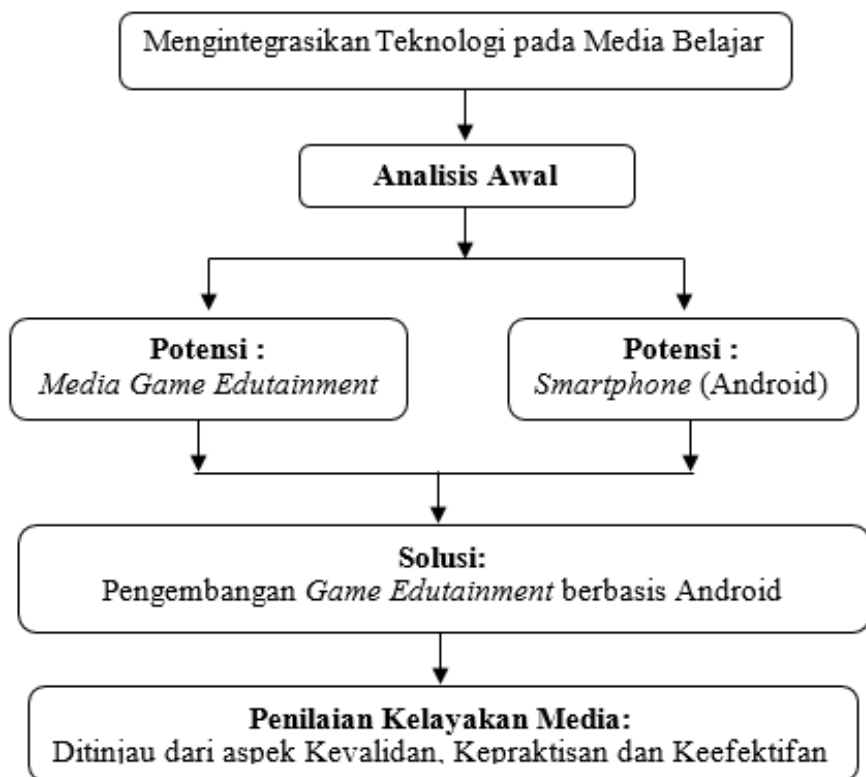 Mengintegrasikan Teknologi pada Media Belajar
Analisis Awal
Potensi :
Media Game Edutainment
Potensi :
Smartphone (Android)
Solusi:
Pengembangan Game Edutainment berbasis Android
Penilaian Kelayakan Media:
Ditinjau dari aspek Kevalidan, Kepraktisan dan Keefektifan